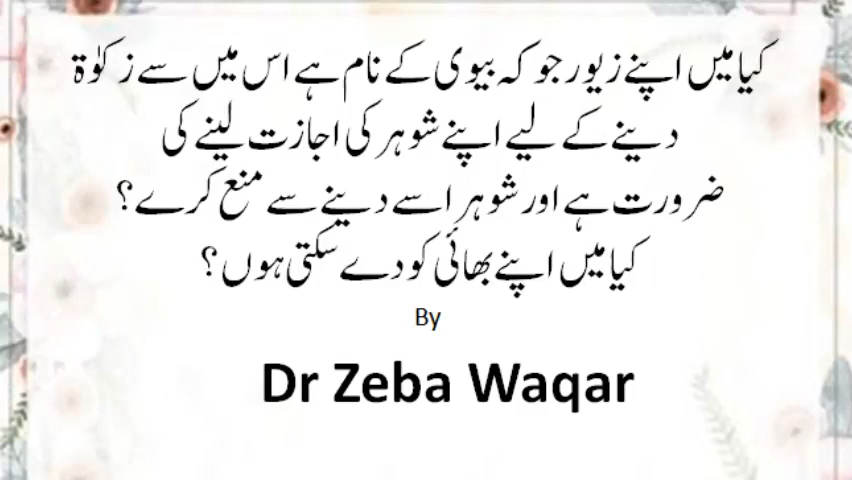 کیا میں اپنے زیور جو کہ بیوی کے نام ہے اس میں سے زکوٰۃ
دینے کے لیے اپنے شوہر کی اجازت لینے کی
ضرورت ہے اور شوہر اسے دینے سے منع کرے؟
کیا میں اپنے بھائی کو دے سکتی ہوں؟
By
Dr Zeba Waqar